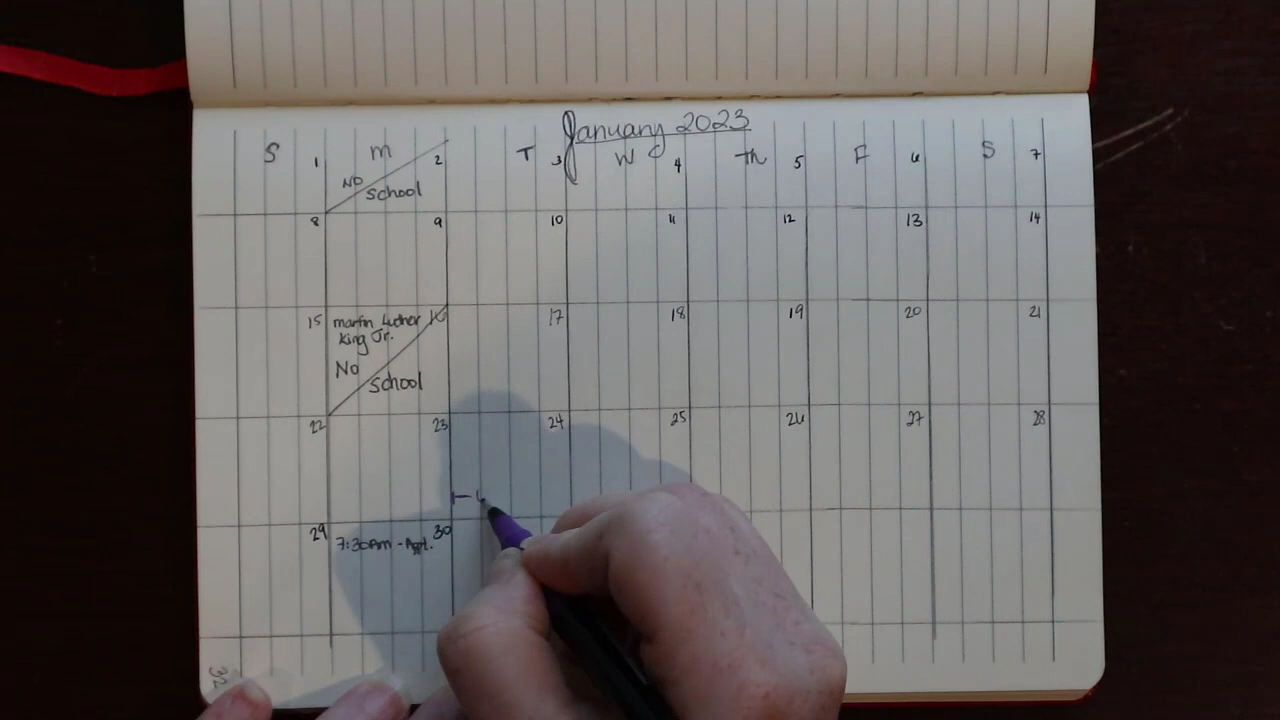 January 2023
S M T W Th F S
1 2 3 4 5 6 7
No
School
8 9 10 11 12 13 14
15 16 17 18 19 20 21
Martin Luther
King Jr.
No
School
22 23 24 25 26 27 28
29 30
7:30Am - Apt.
32